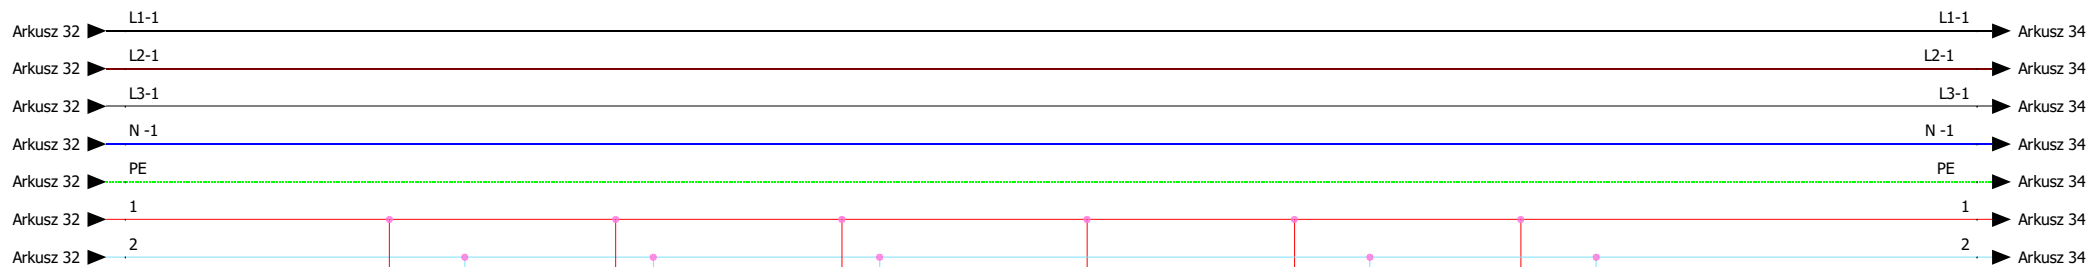 L1-1 L1-1
Arkusz 32 Arkusz 34
L2-1 L2-1
Arkusz 32 Arkusz 34
L3-1 L3-1
Arkusz 32 Arkusz 34
N -1 N -1
Arkusz 32 Arkusz 34
PE PE
Arkusz 32 Arkusz 34
1 1
Arkusz 32 Arkusz 34
2 2
Arkusz 32 Arkusz 34